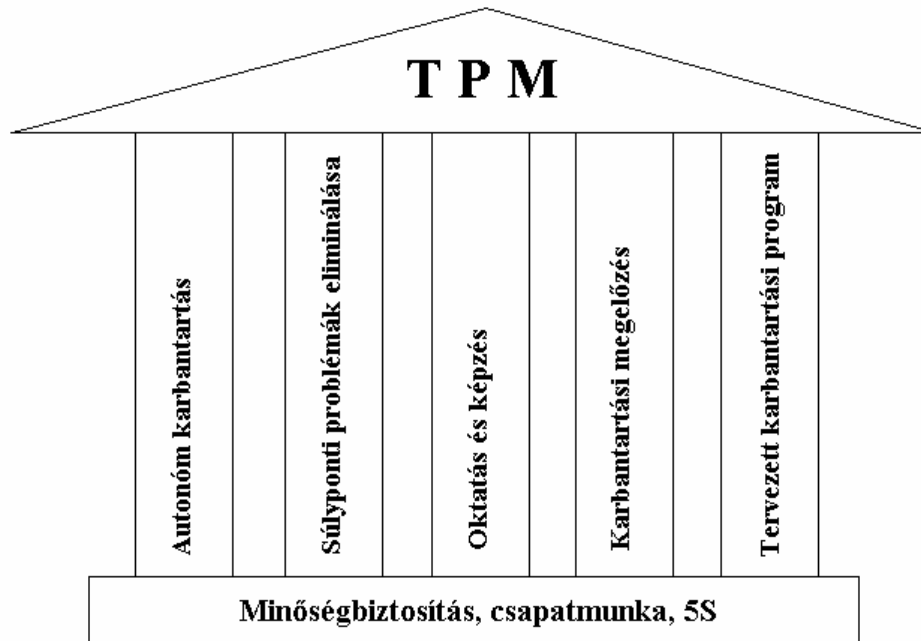 T P M
Autonóm karbantartás
Súlyponti problémák eliminálása
Oktatás és képzés
Karbantartási megelőzés
Tervezett karbantartási program
Minőségbiztosítás, csapatmunka, 5S